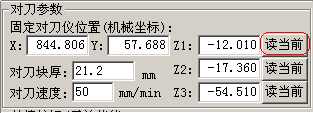 对刀参数
固定对刀仪位置(机械坐标):
X: 844.806 Y: 57.688 Z1: -12.010 读当前
对刀块厚: 21.2 mm Z2: -17.360 读当前
对刀速度: 50 mm/min Z3: -54.510 读当前